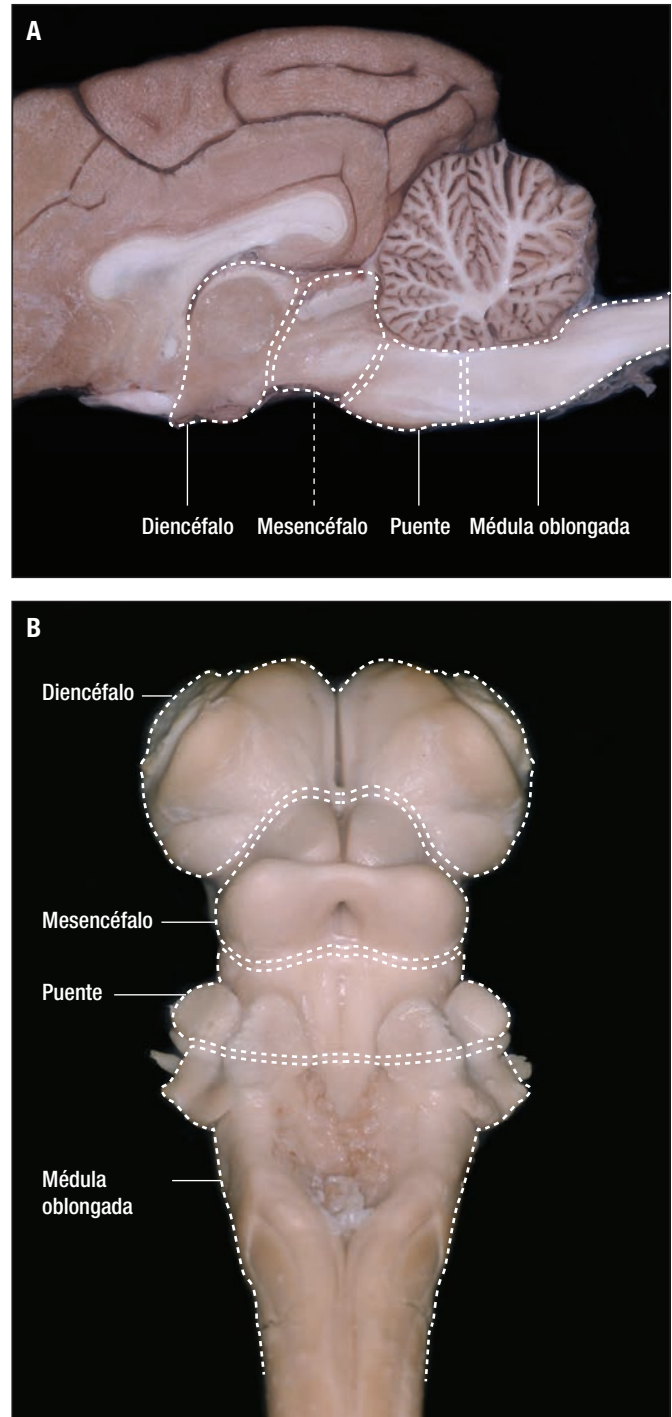 A
Diencéfalo Mesencéfalo Puente Médula oblongada
B
Diencéfalo
Mesencéfalo
Puente
Médula
oblongada